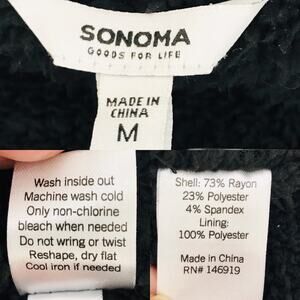 SONOMA
GOODS FOR LIFE
MADE IN
CHINA
M
Wash inside out
Machine wash cold
Only non-chlorine
bleach when needed
Do not wring or twist
Reshape, dry flat
Cool iron if needed
Shell: 73% Rayon
23% Polyester
4% Spandex
Lining:
100% Polyester
Made in China
RN# 146919